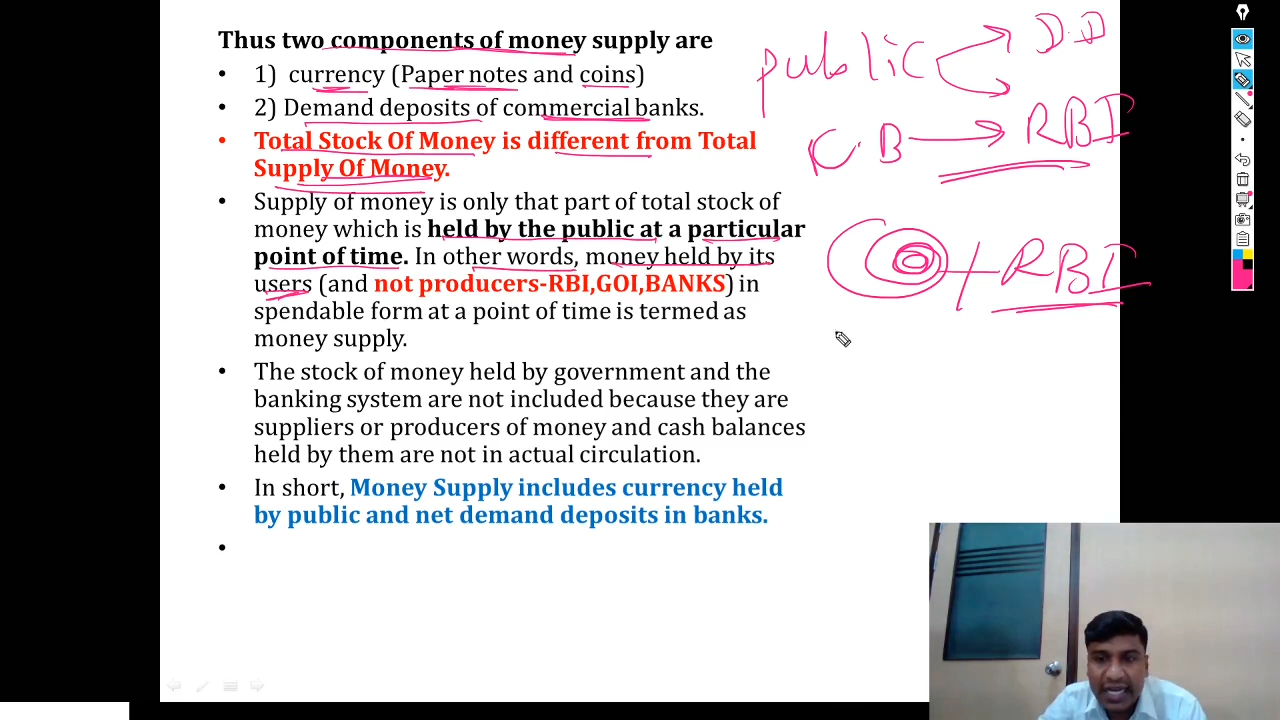 Thus two components of money supply are
• 1) currency (Paper notes and coins)
• 2) Demand deposits of commercial banks.
• Total Stock Of Money is different from Total
Supply Of Money.
• Supply of money is only that part of total stock of
money which is held by the public at a particular
point of time. In other words, money held by its
users (and not producers-RBI,GOI,BANKS) in
spendable form at a point of time is termed as
money supply.
• The stock of money held by government and the
banking system are not included because they are
suppliers or producers of money and cash balances
held by them are not in actual circulation.
• In short, Money Supply includes currency held
by public and net demand deposits in banks.
•
public
D.D
C.B
RBI
RBI